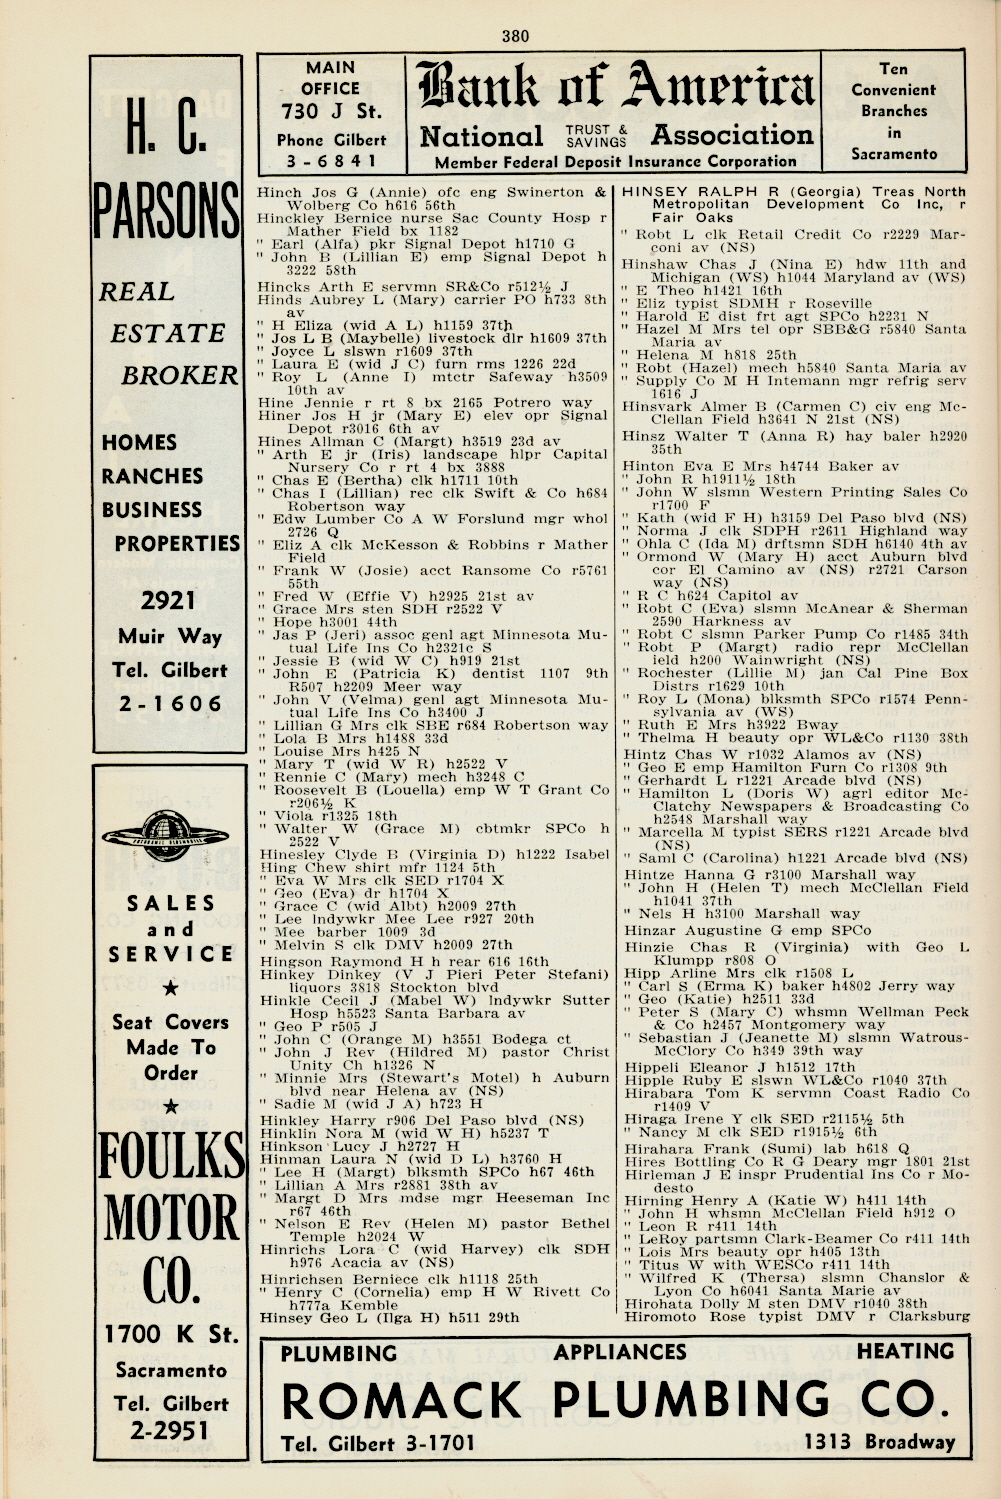 380
H. C.
PARSONS
REAL
ESTATE
BROKER
HOMES
RANCHES
BUSINESS
PROPERTIES
2921
Muir Way
Tel. Gilbert
2-1606
SALES
and
SERVICE
★
Seat Covers
Made To
Order
★
FOULKS
MOTOR
CO.
1700 K St.
Sacramento
Tel. Gilbert
2-2951
MAIN
OFFICE
730 J St.
Phone Gilbert
3-6841
Bank of America
National TRUST & SAVINGS Association
Member Federal Deposit Insurance Corporation
Ten
Convenient
Branches
in
Sacramento
Hinch Jos G (Annie) ofc eng Swinerton &
Wolberg Co h616 56th
Hinckley Bernice nurse Sac County Hosp r
Mather Field bx 1182
" Earl (Alfa) pkr Signal Depot h1710 G
" John B (Lillian E) emp Signal Depot h
3222 58th
Hincks Arth E servmn SR&Co r512½ J
Hinds Aubrey L (Mary) carrier PO h733 8th
av
" H Eliza (wid A L) h1159 37th
" Jos L B (Maybelle) livestock dlr h1609 37th
" Joyce L slswn r1609 37th
" Laura E (wid J C) furn rms 1226 22d
" Roy L (Anne I) mtctr Safeway h3509
10th av
Hine Jennie r rt 8 bx 2165 Potrero way
Hiner Jos H jr (Mary E) elev opr Signal
Depot r3016 6th av
Hines Allman C (Margt) h3519 23d av
" Arth E jr (Iris) landscape hlpr Capital
Nursery Co r rt 4 bx 3888
" Chas E (Bertha) clk h1711 10th
" Chas I (Lillian) rec clk Swift & Co h684
Robertson way
" Edw Lumber Co A W Forslund mgr whol
2726 Q
" Eliz A clk McKesson & Robbins r Mather
Field
" Frank W (Josie) acct Ransome Co r5761
55th
" Fred W (Effie V) h2925 21st av
" Grace Mrs sten SDH r2522 V
" Hope h3001 44th
" Jas P (Jeri) assoc genl agt Minnesota Mu-
tual Life Ins Co h2321c S
" Jessie B (wid W C) h919 21st
" John E (Patricia K) dentist 1107 9th
R507 h2209 Meer way
" John V (Velma) genl agt Minnesota Mu-
tual Life Ins Co h3400 J
" Lillian G Mrs clk SBE r684 Robertson way
" Lola B Mrs h1488 33d
" Louise Mrs h425 N
" Mary T (wid W R) h2522 V
" Rennie C (Mary) mech h3248 C
" Roosevelt B (Louella) emp W T Grant Co
r206½ K
" Viola r1325 18th
" Walter W (Grace M) cbtmkr SPCo h
2522 V
Hinesley Clyde B (Virginia D) h1222 Isabel
Hing Chew shirt mfr 1124 5th
" Eva W Mrs clk SED r1704 X
" Geo (Eva) dr h1704 X
" Grace C (wid Albt) h2009 27th
" Lee lndywkr Mee Lee r927 20th
" Mee barber 1009 3d
" Melvin S clk DMV h2009 27th
Hingson Raymond H h rear 616 16th
Hinkey Dinkey (V J Pieri Peter Stefani)
liquors 3818 Stockton blvd
Hinkle Cecil J (Mabel W) lndywkr Sutter
Hosp h5523 Santa Barbara av
" Geo P r505 J
" John C (Orange M) h3551 Bodega ct
" John J Rev (Hildred M) pastor Christ
Unity Ch h1326 N
" Minnie Mrs (Stewart's Motel) h Auburn
blvd near Helena av (NS)
" Sadie M (wid J A) h723 H
Hinkley Harry r906 Del Paso blvd (NS)
Hinklin Nora M (wid W H) h5237 T
Hinkson Lucy J h2727 H
Hinman Laura N (wid D L) h3760 H
" Lee H (Margt) blksmth SPCo h67 46th
" Lillian A Mrs r2881 38th av
" Margt D Mrs mdse mgr Heeseman Inc
r67 46th
" Nelson E Rev (Helen M) pastor Bethel
Temple h2024 W
Hinrichs Lora C (wid Harvey) clk SDH
h976 Acacia av (NS)
Hinrichsen Berniece clk h1118 25th
" Henry C (Cornelia) emp H W Rivett Co
h777a Kemble
Hinsey Geo L (Ilga H) h511 29th
HINSEY RALPH R (Georgia) Treas North
Metropolitan Development Co Inc, r
Fair Oaks
" Robt L clk Retail Credit Co r2229 Mar-
coni av (NS)
Hinshaw Chas J (Nina E) hdw 11th and
Michigan (WS) h1044 Maryland av (WS)
" E Theo h1421 16th
" Eliz typist SDMH r Roseville
" Harold E dist frt agt SPCo h2231 N
" Hazel M Mrs tel opr SBB&G r5840 Santa
Maria av
" Helena M h818 25th
" Robt (Hazel) mech h5840 Santa Maria av
" Supply Co M H Intemann mgr refrig serv
1616 J
Hinsvark Almer B (Carmen C) civ eng Mc-
Clellan Field h3641 N 21st (NS)
Hinsz Walter T (Anna R) hay baler h2920
35th
Hinton Eva E Mrs h4744 Baker av
" John R h1911½ 18th
" John W slsmn Western Printing Sales Co
r1700 F
" Kath (wid F H) h3159 Del Paso blvd (NS)
" Norma J clk SDPH r2611 Highland way
" Ohla C (Ida M) drftsmn SDH h6140 4th av
" Ormond W (Mary H) acct Auburn blvd
cor El Camino av (NS) r2721 Carson
way (NS)
" R C h624 Capitol av
" Robt C (Eva) slsmn McAnear & Sherman
2590 Harkness av
" Robt C slsmn Parker Pump Co r1485 34th
" Robt P (Margt) radio repr McClellan
ield h200 Wainwright (NS)
" Rochester (Lillie M) jan Cal Pine Box
Distrs r1629 10th
" Roy L (Mona) blksmth SPCo r1574 Penn-
sylvania av (WS)
" Ruth E Mrs h3922 Bway
" Thelma H beauty opr WL&Co r1130 38th
Hintz Chas W r1032 Alamos av (NS)
" Geo E emp Hamilton Furn Co r1308 9th
" Gerhardt L r1221 Arcade blvd (NS)
" Hamilton L (Doris W) agrl editor Mc-
Clatchy Newspapers & Broadcasting Co
h2548 Marshall way
" Marcella M typist SERS r1221 Arcade blvd
(NS)
" Saml C (Carolina) h1221 Arcade blvd (NS)
Hintze Hanna G r3100 Marshall way
" John H (Helen T) mech McClellan Field
h1041 37th
" Nels H h3100 Marshall way
Hinzar Augustine G emp SPCo
Hinzie Chas R (Virginia) with Geo L
Klumpp r808 O
Hipp Arline Mrs clk r1508 L
" Carl S (Erma K) baker h4802 Jerry way
" Geo (Katie) h2511 33d
" Peter S (Mary C) whsmn Wellman Peck
& Co h2457 Montgomery way
" Sebastian J (Jeanette M) slsmn Watrous-
McClory Co h349 39th way
Hippeli Eleanor J h1512 17th
Hipple Ruby E slswn WL&Co r1040 37th
Hirabara Tom K servmn Coast Radio Co
r1409 V
Hiraga Irene Y clk SED r2115½ 5th
" Nancy M clk SED r1915½ 6th
Hirahara Frank (Sumi) lab h618 Q
Hires Bottling Co R G Deary mgr 1801 21st
Hirleman J E inspr Prudential Ins Co r Mo-
desto
Hirning Henry A (Katie W) h411 14th
" John H whsmn McClellan Field h912 O
" Leon R r411 14th
" LeRoy partsmn Clark-Beamer Co r411 14th
" Lois Mrs beauty opr h405 13th
" Titus W with WESCo r411 14th
" Wilfred K (Thersa) slsmn Chanslor &
Lyon Co h6041 Santa Marie av
Hirohata Dolly M sten DMV r1040 38th
Hiromoto Rose typist DMV r Clarksburg
PLUMBING APPLIANCES HEATING
ROMACK PLUMBING CO.
Tel. Gilbert 3-1701 1313 Broadway